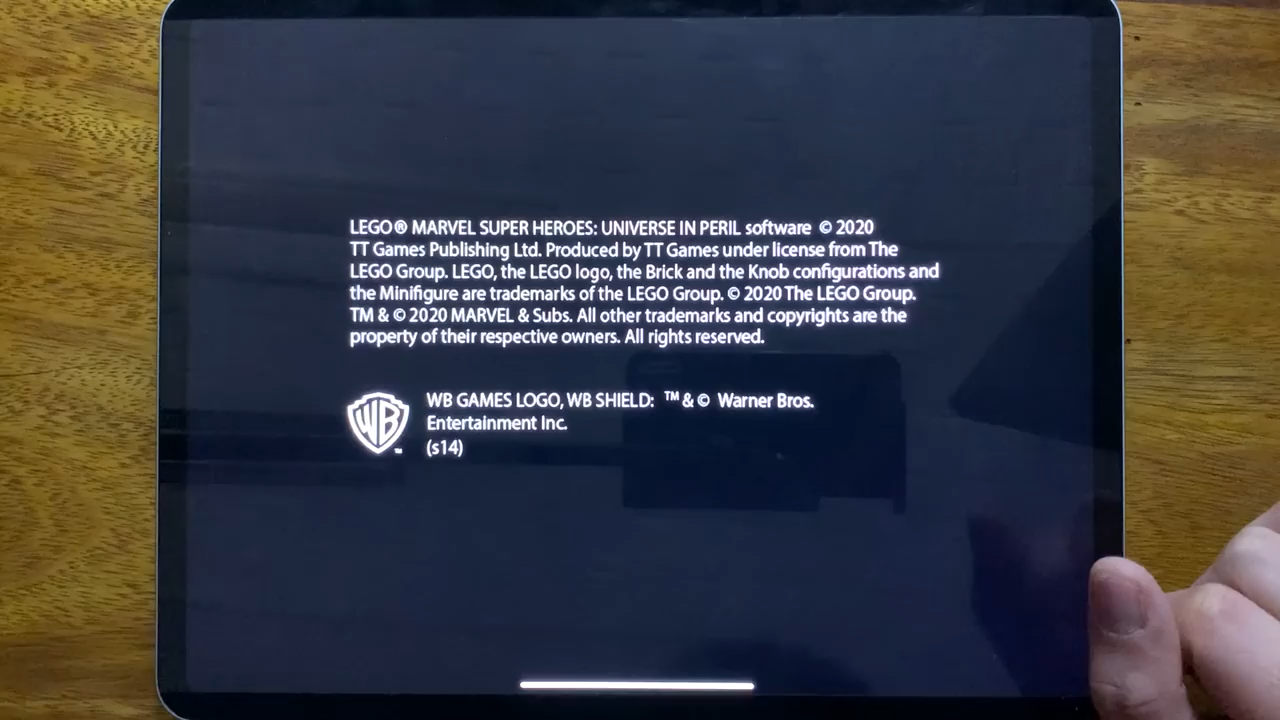 LEGO® MARVEL SUPER HEROES: UNIVERSE IN PERIL software © 2020
TT Games Publishing Ltd. Produced by TT Games under license from The
LEGO Group. LEGO, the LEGO logo, the Brick and the Knob configurations and
the Minifigure are trademarks of the LEGO Group. © 2020 The LEGO Group.
TM & © 2020 MARVEL & Subs. All other trademarks and copyrights are the
property of their respective owners. All rights reserved.
WB™
WB GAMES LOGO, WB SHIELD: ™ & © Warner Bros.
Entertainment Inc.
(s14)